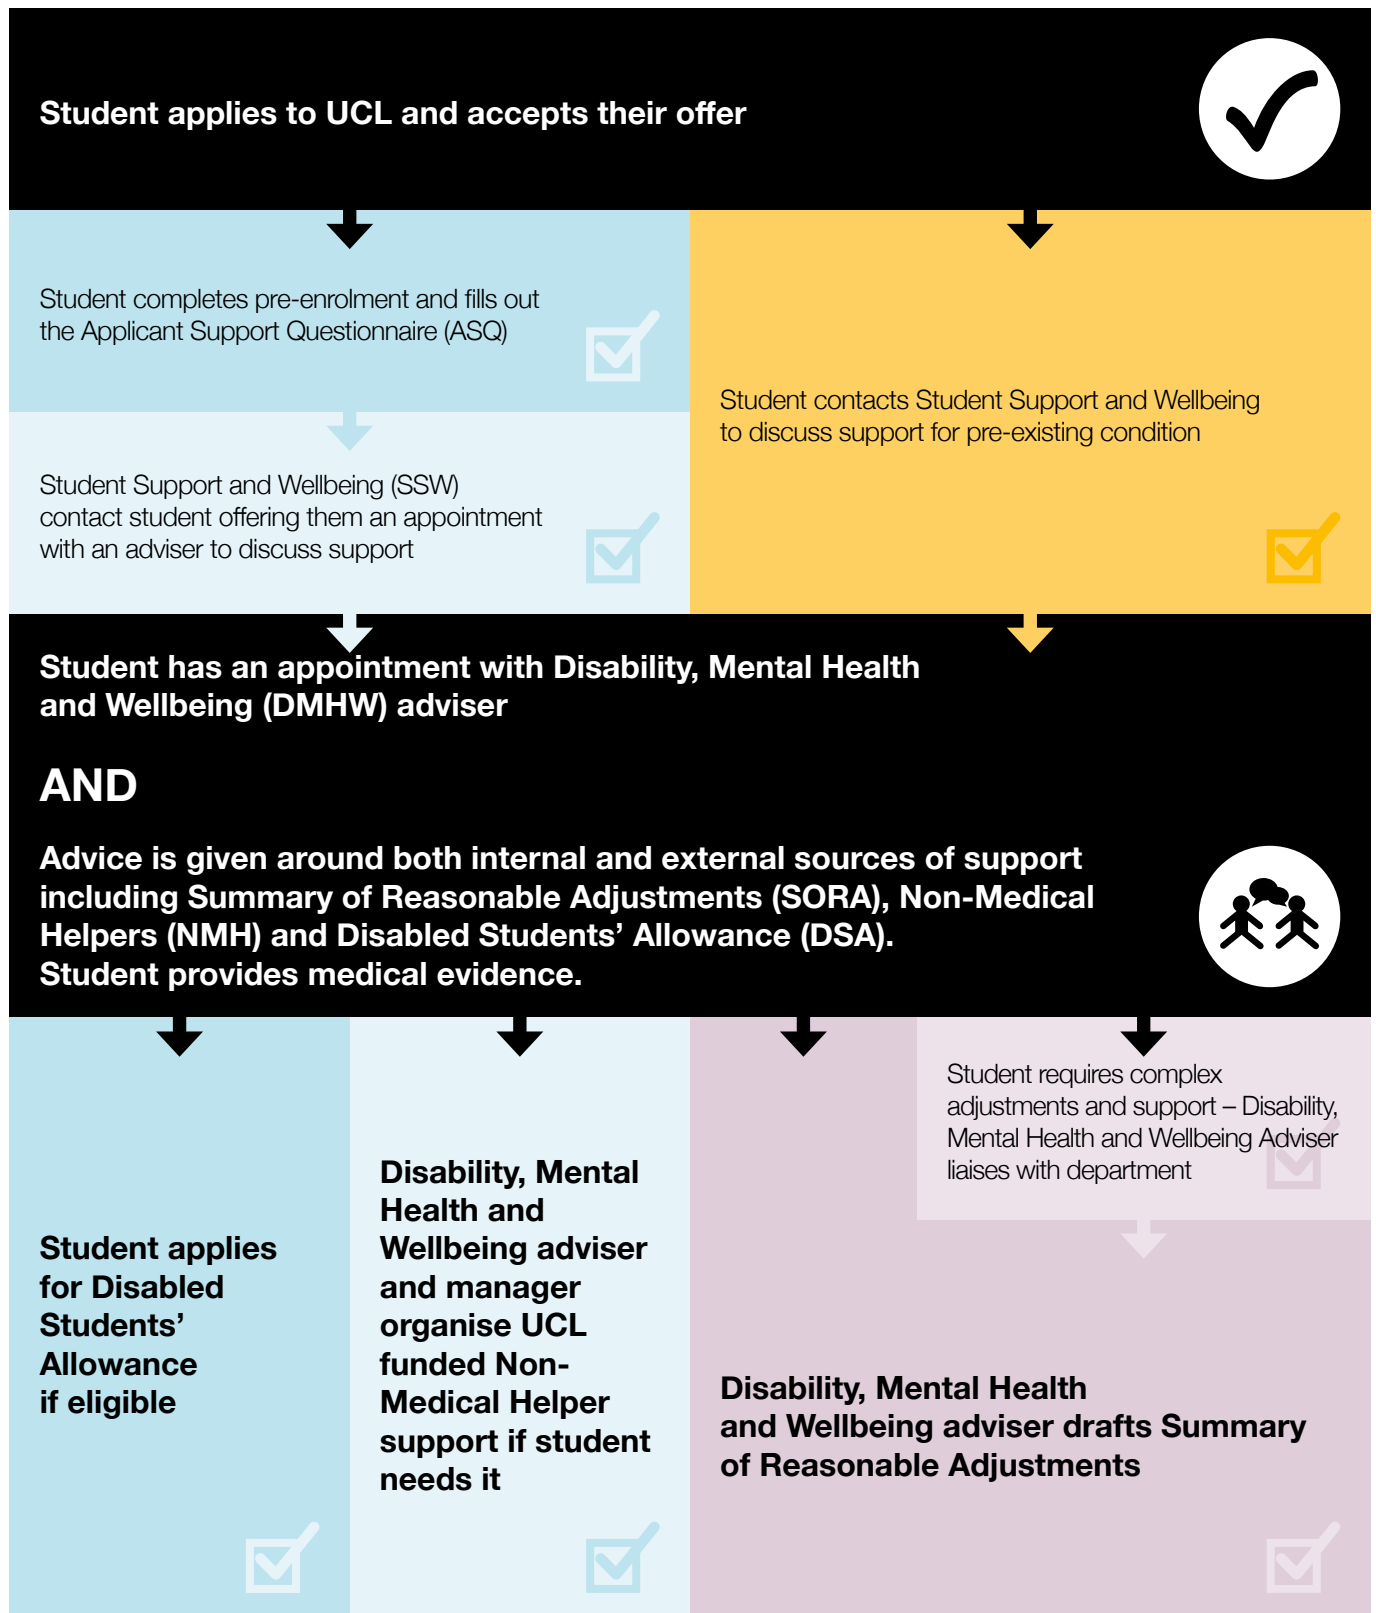 Student applies to UCL and accepts their offer
Student completes pre-enrolment and fills out
the Applicant Support Questionnaire (ASQ)
Student Support and Wellbeing (SSW)
contact student offering them an appointment
with an adviser to discuss support
Student contacts Student Support and Wellbeing
to discuss support for pre-existing condition
Student has an appointment with Disability, Mental Health
and Wellbeing (DMHW) adviser
AND
Advice is given around both internal and external sources of support
including Summary of Reasonable Adjustments (SORA), Non-Medical
Helpers (NMH) and Disabled Students’ Allowance (DSA).
Student provides medical evidence.
Student applies
for Disabled
Students’
Allowance
if eligible
Disability, Mental
Health and
Wellbeing adviser
and manager
organise UCL
funded Non-
Medical Helper
support if student
needs it
Student requires complex
adjustments and support – Disability,
Mental Health and Wellbeing Adviser
liaises with department
Disability, Mental Health
and Wellbeing adviser drafts Summary
of Reasonable Adjustments